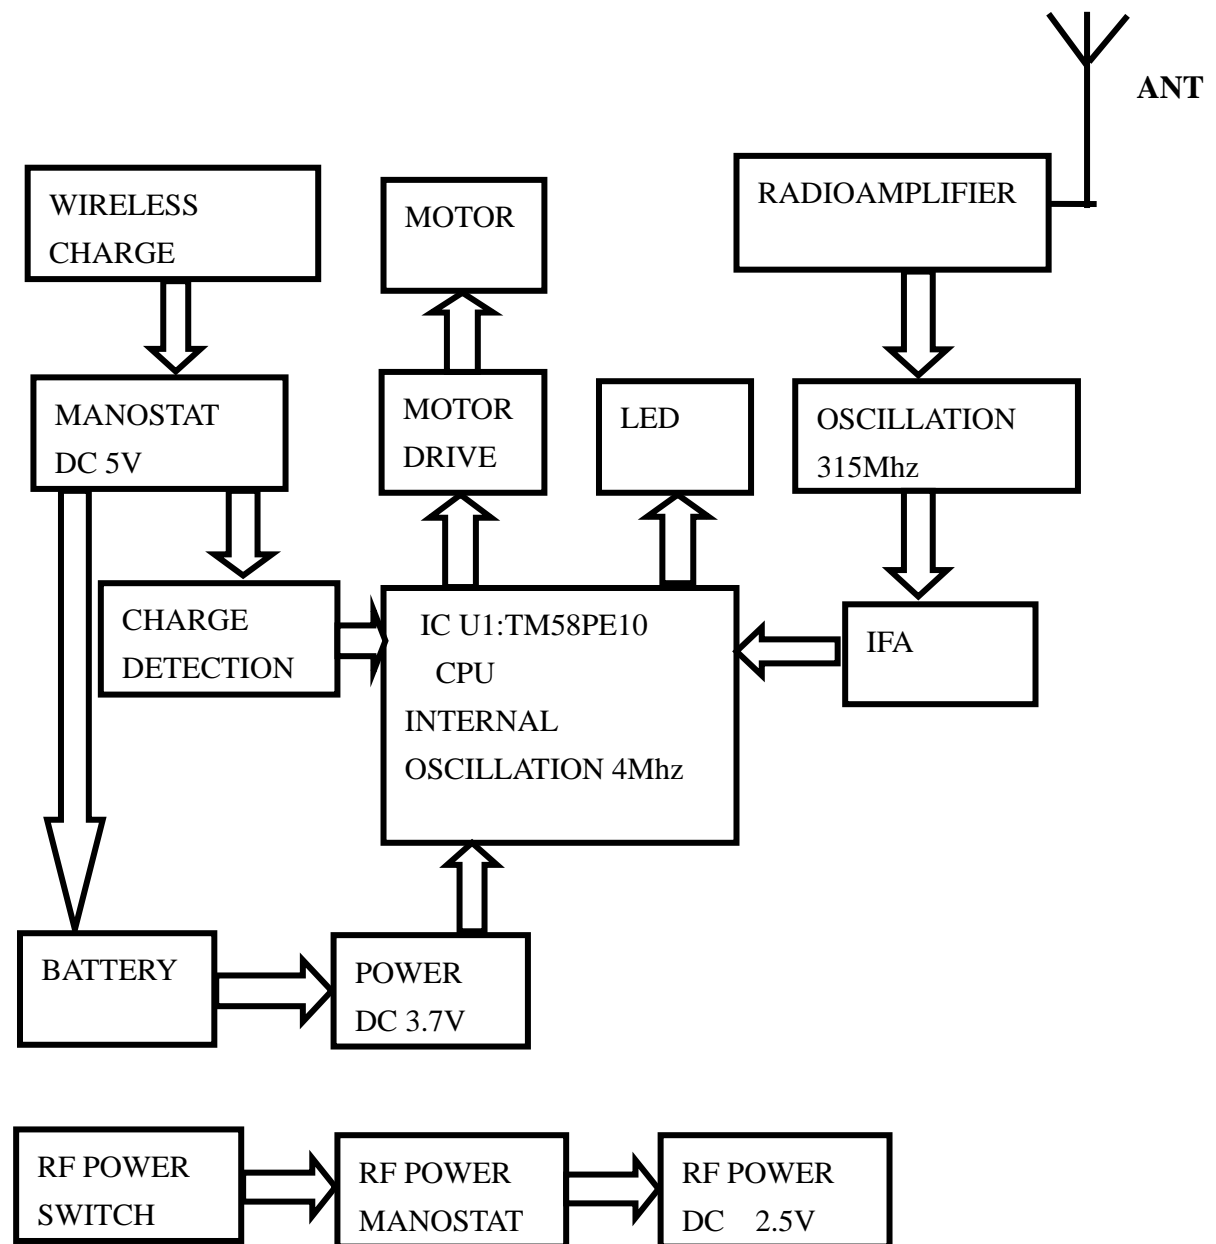 ANT
WIRELESS
CHARGE
MOTOR
RADIOAMPLIFIER
MANOSTAT
DC 5V
MOTOR
DRIVE
LED
OSCILLATION
315Mhz
CHARGE
DETECTION
IC U1:TM58PE10
CPU
INTERNAL
OSCILLATION 4Mhz
IFA
BATTERY
POWER
DC 3.7V
RF POWER
SWITCH
RF POWER
MANOSTAT
RF POWER
DC 2.5V